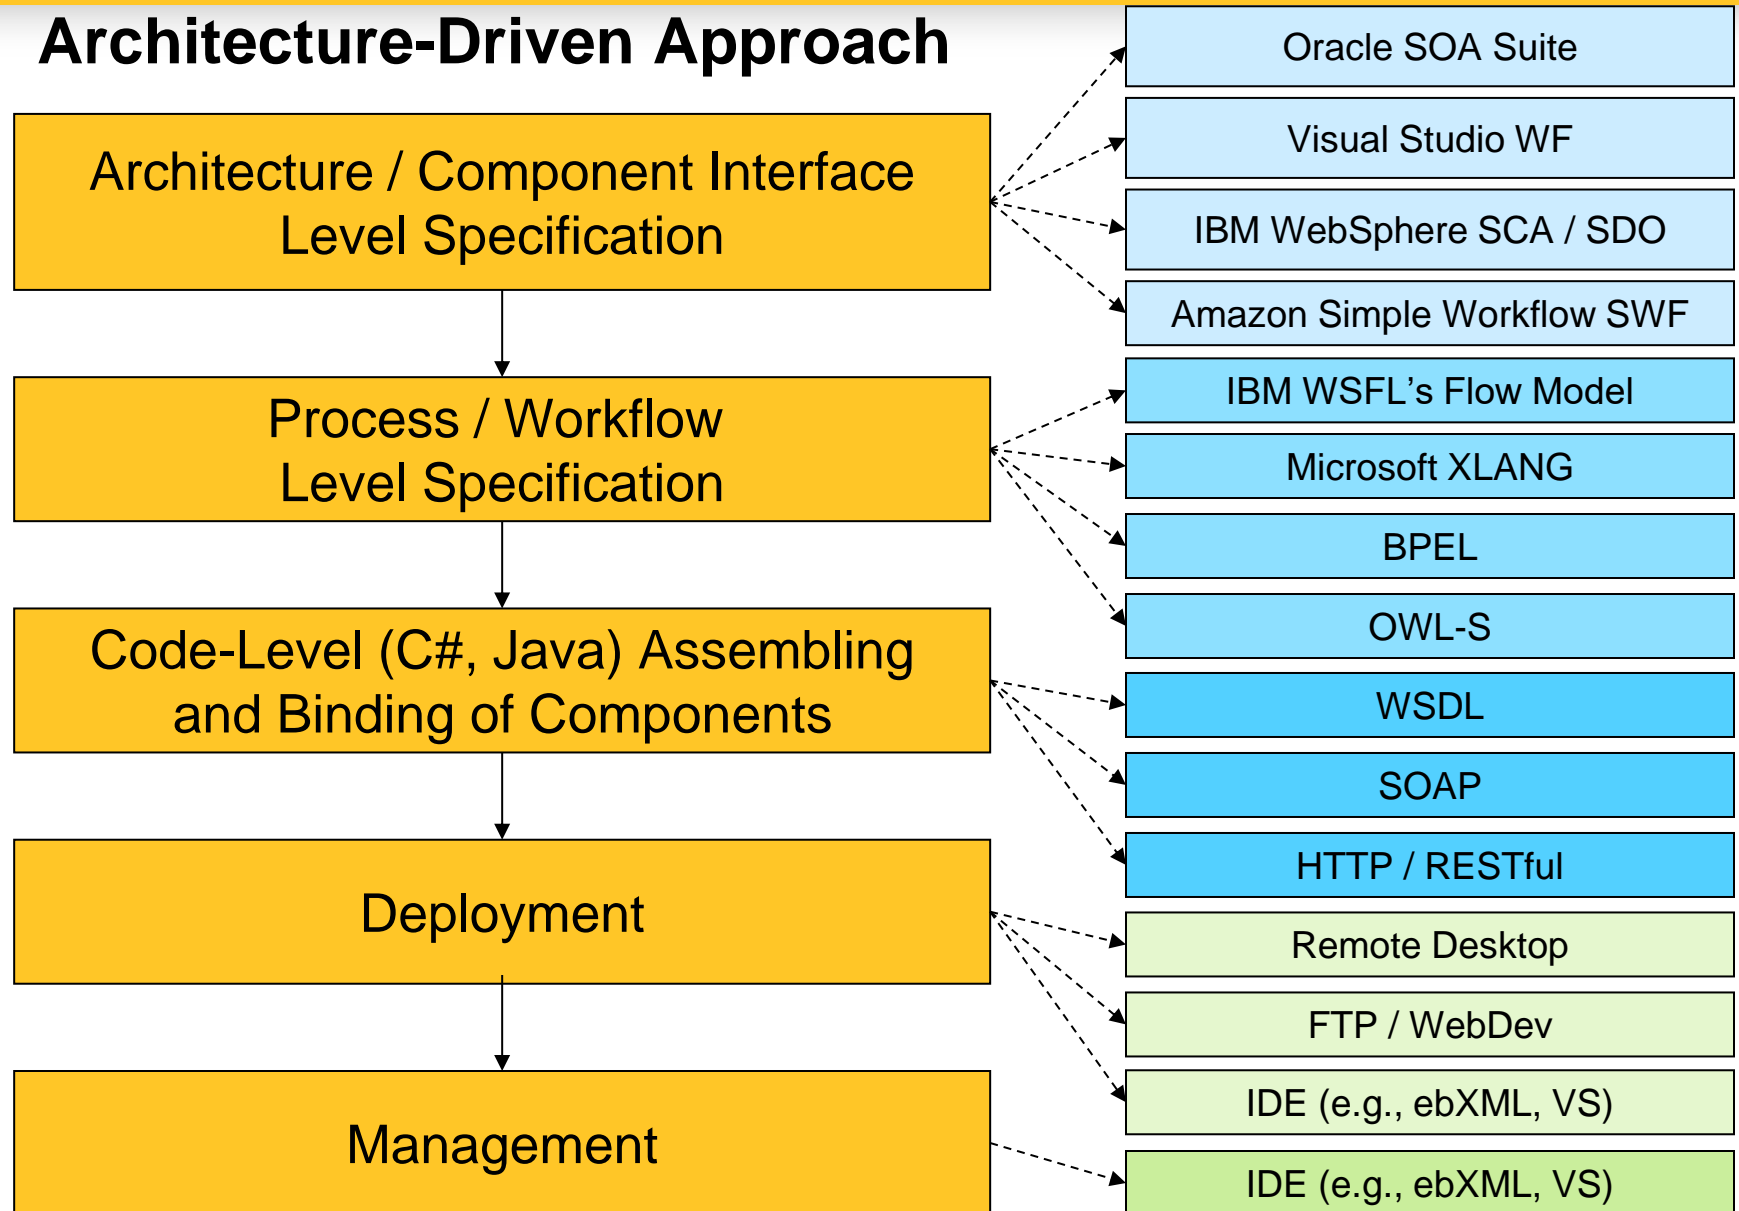 Architecture-Driven Approach
Architecture / Component Interface
Level Specification
Oracle SOA Suite
Visual Studio WF
IBM WebSphere SCA / SDO
Amazon Simple Workflow SWF
Process / Workflow
Level Specification
IBM WSFL’s Flow Model
Microsoft XLANG
BPEL
OWL-S
Code-Level (C#, Java) Assembling
and Binding of Components
WSDL
SOAP
HTTP / RESTful
Deployment
Remote Desktop
FTP / WebDev
IDE (e.g., ebXML, VS)
Management
IDE (e.g., ebXML, VS)